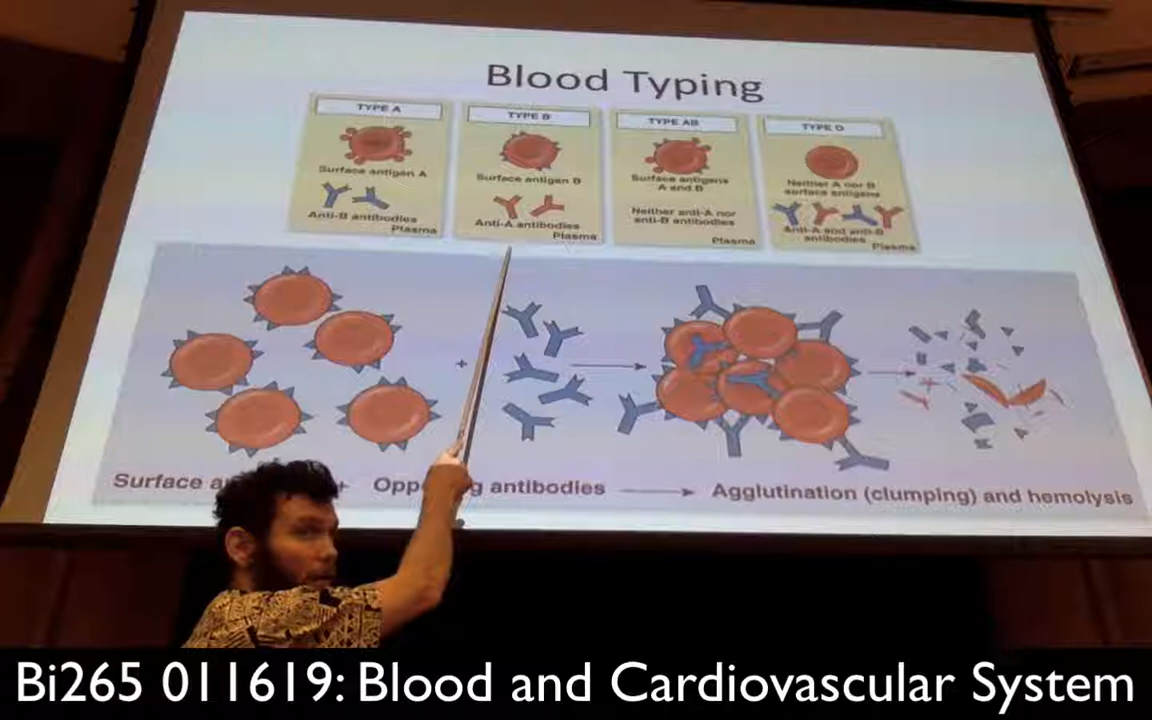 Blood Typing
TYPE A
Surface antigen A
Anti-B antibodies
Plasma
TYPE B
Surface antigen B
Anti-A antibodies
Plasma
TYPE AB
Surface antigens
A and B
Neither anti-A nor
anti-B antibodies
Plasma
TYPE O
Neither A nor B
surface antigens
Anti-A and anti-B
antibodies
Plasma
+
Surface + antibodies Agglutination (clumping) and hemolysis
Bi265 011619: Blood and Cardiovascular System